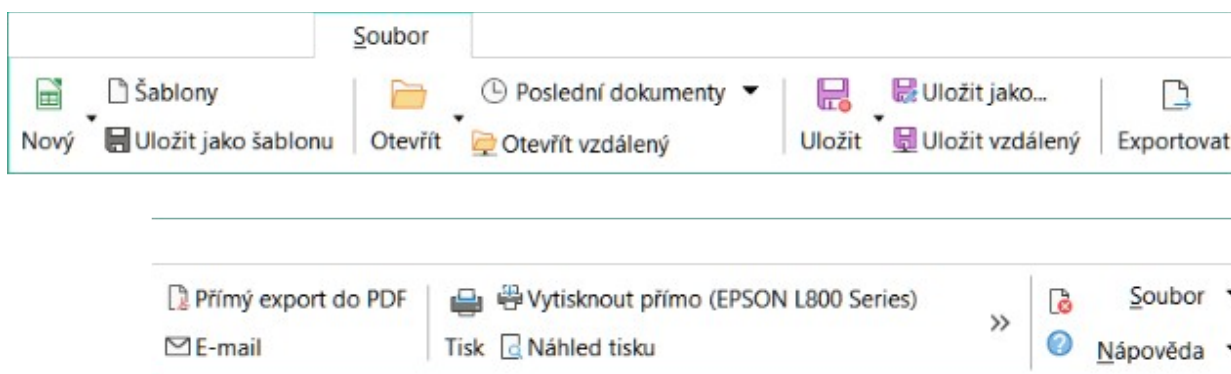 Soubor
Šablony Poslední dokumenty Uložit jako...
Nový Uložit jako šablonu Otevřít Otevřít vzdálený Uložit Uložit vzdálený Exportovat
Přímý export do PDF Vytisknout přímo (EPSON L800 Series) Soubor
E-mail Tisk Náhled tisku Nápověda